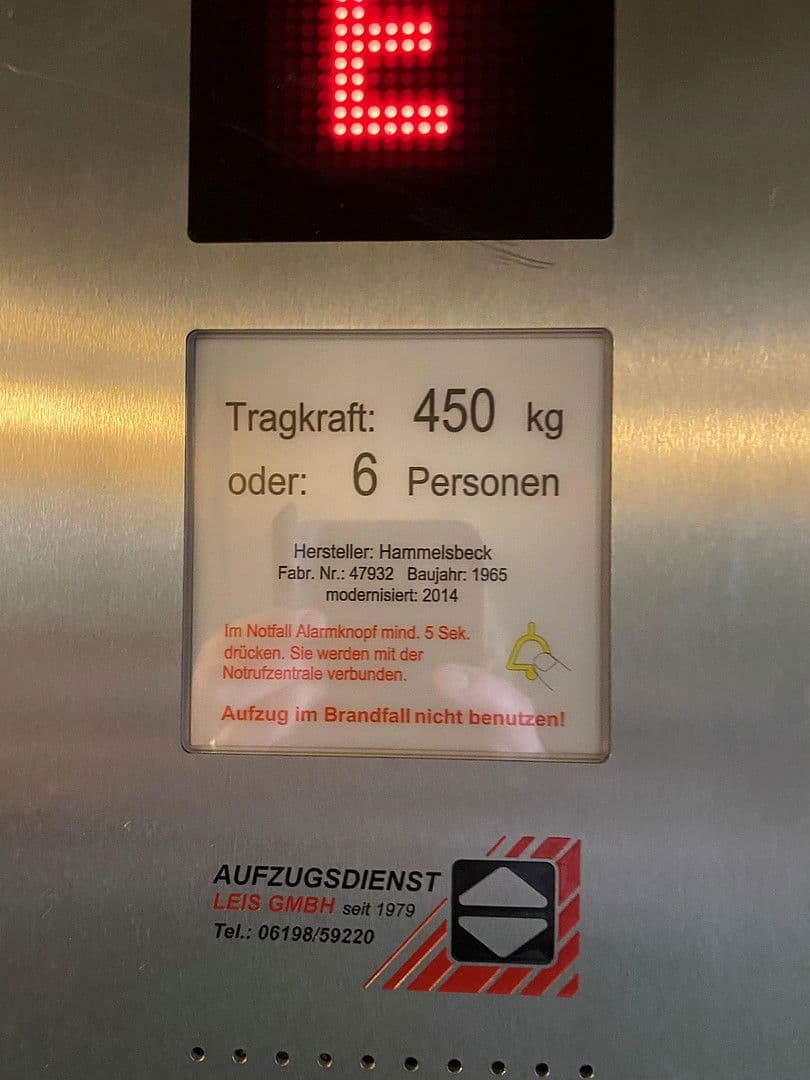 E
Tragkraft: 450 kg
oder: 6 Personen
Hersteller: Hammelsbeck
Fabr. Nr.: 47932 Baujahr: 1965
modernisiert: 2014
Im Notfall Alarmknopf mind. 5 Sek.
drücken. Sie werden mit der
Notrufzentrale verbunden.
Aufzug im Brandfall nicht benutzen!
AUFZUGSDIENST
LEIS GMBH seit 1979
Tel.: 06198/59220